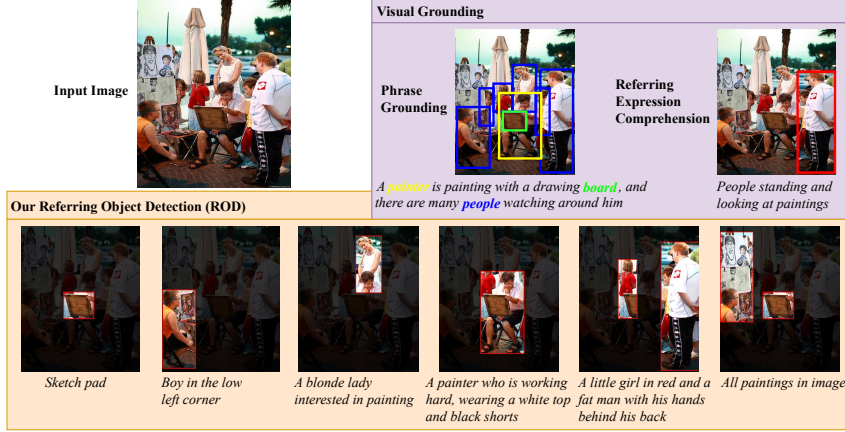 Visual Grounding
Input Image
Phrase
Grounding
Referring
Expression
Comprehension
A painter is painting with a drawing board, and
there are many people watching around him
People standing and
looking at paintings
Our Referring Object Detection (ROD)
Sketch pad
Boy in the low
left corner
A blonde lady
interested in painting
A painter who is working
hard, wearing a white top
and black shorts
A little girl in red and a
fat man with his hands
behind his back
All paintings in image